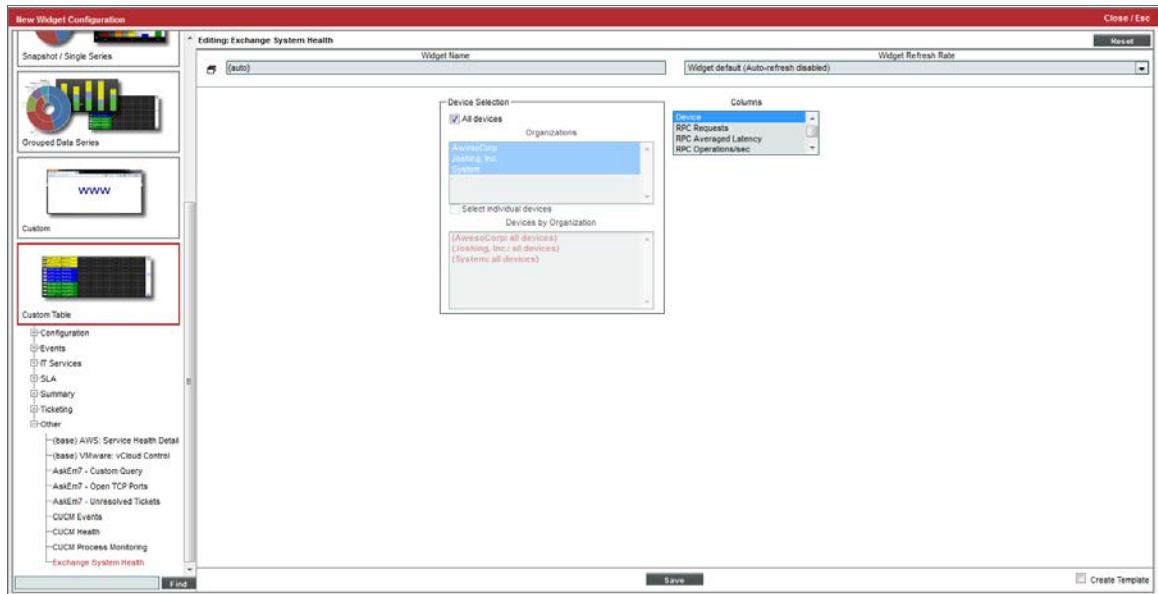 New Widget Configuration
Close / Esc
Snapshot / Single Series
Grouped Data Series
WWW
Custom
Custom Table
Configuration
Events
IT Services
SLA
Summary
Ticketing
Other
(base) AWS: Service Health Detail
(base) VMware: vCloud Control
AskEm7 - Custom Query
AskEm7 - Open TCP Ports
AskEm7 - Unresolved Tickets
CUCM Events
CUCM Health
CUCM Process Monitoring
Exchange System Health
Find
Editing: Exchange System Health
Reset
Widget Name
Widget Refresh Rate
(auto)
Widget default (Auto-refresh disabled)
Device Selection
All devices
Organizations
AwesoCorp
Joshing, Inc.
System
Select individual devices
Devices by Organization
(AwesoCorp: all devices)
(Joshing, Inc.: all devices)
(System: all devices)
Columns
Device
RPC Requests
RPC Averaged Latency
RPC Operations/sec
Save
Create Template